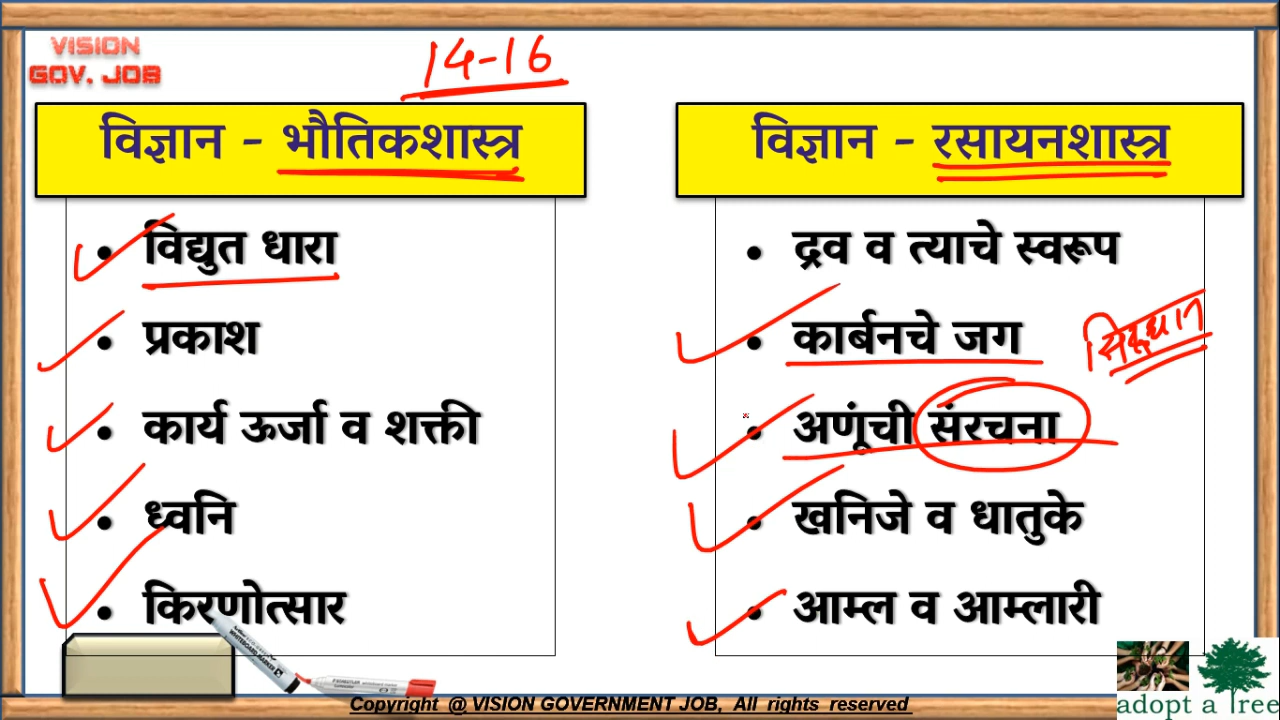 VISION
GOV. JOB
14-16
विज्ञान - भौतिकशास्त्र
विद्युत धारा
प्रकाश
कार्य ऊर्जा व शक्ती
ध्वनि
किरणोत्सार
विज्ञान - रसायनशास्त्र
द्रव व त्याचे स्वरूप
कार्बनचे जग
अणूंची संरचना
खनिजे व धातुके
आम्ल व आम्लारी
Copyright @ VISION GOVERNMENT JOB, All rights reserved
adopt a Tree